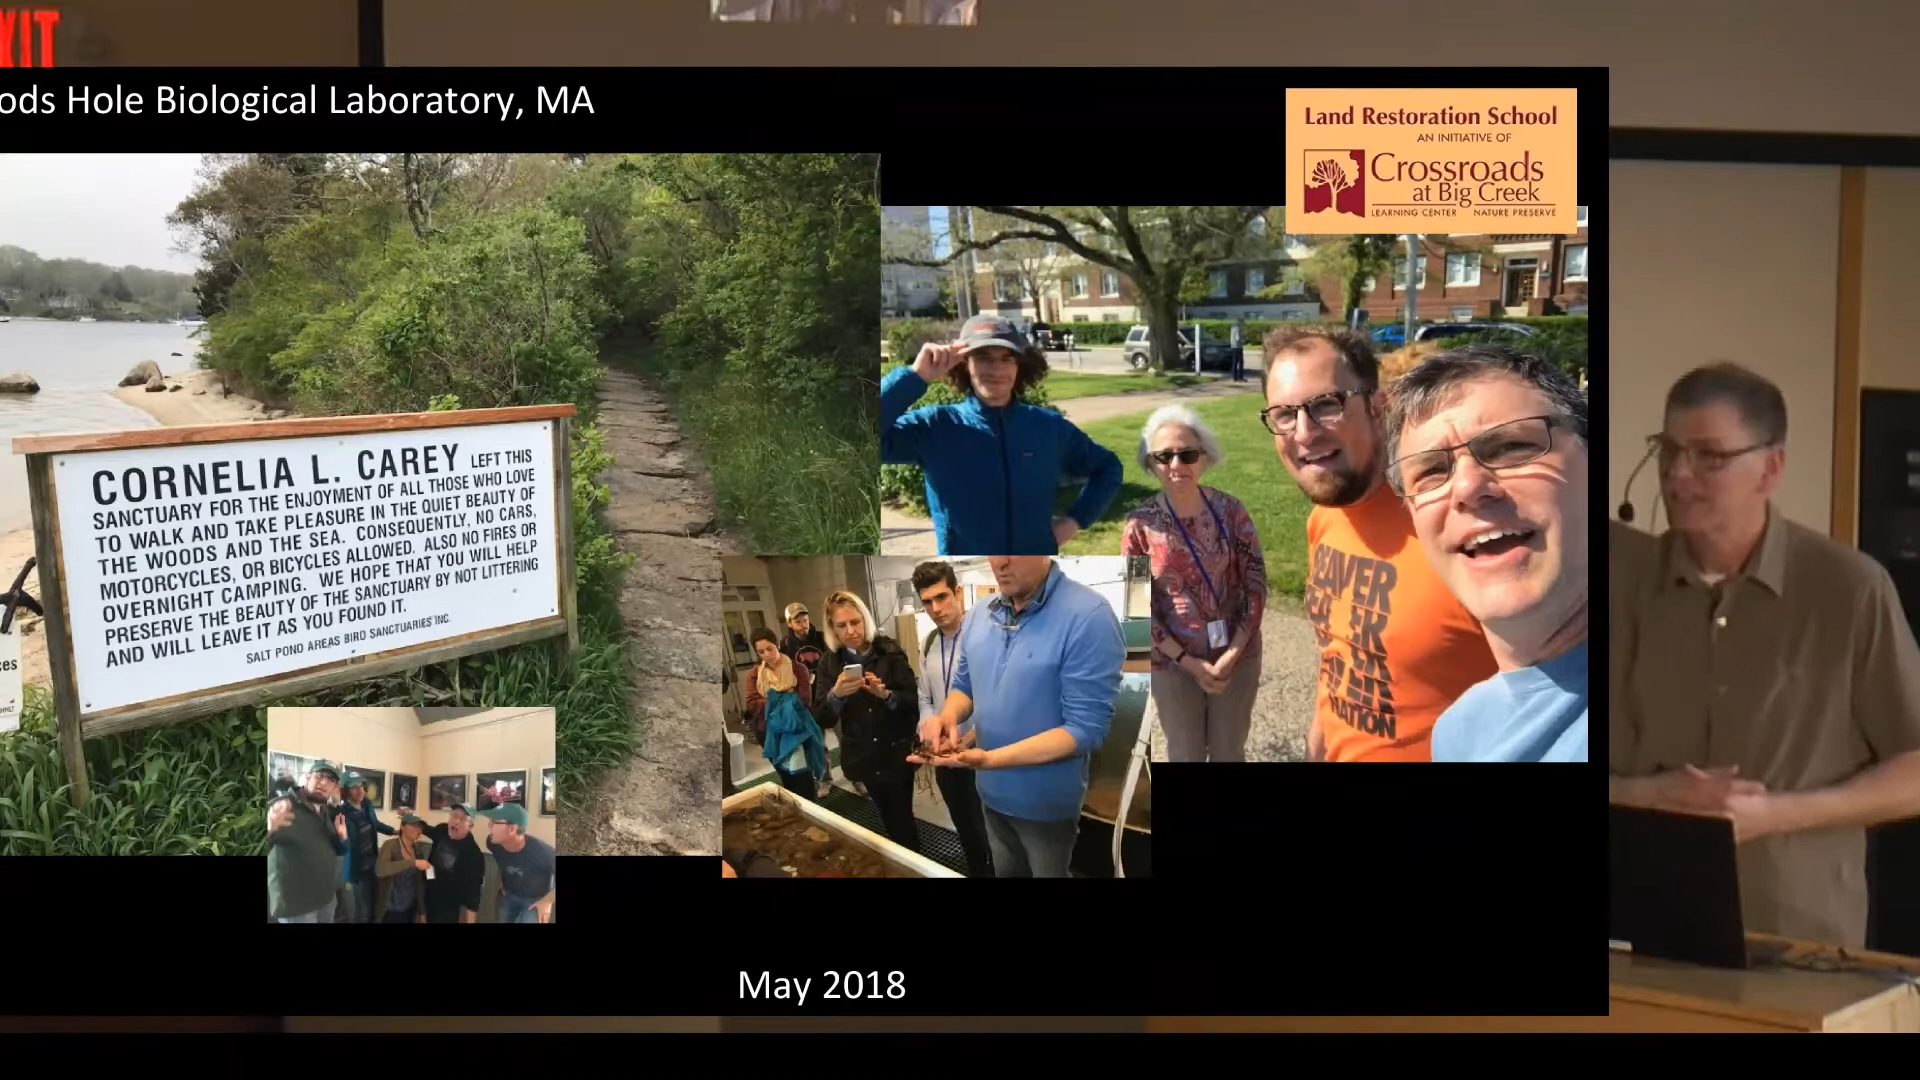 XIT
ods Hole Biological Laboratory, MA
Land Restoration School
AN INITIATIVE OF
Crossroads
at Big Creek
LEARNING CENTER NATURE PRESERVE
CORNELIA L. CAREY LEFT THIS
SANCTUARY FOR THE ENJOYMENT OF ALL THOSE WHO LOVE
TO WALK AND TAKE PLEASURE IN THE QUIET BEAUTY OF
THE WOODS AND THE SEA. CONSEQUENTLY, NO CARS,
MOTORCYCLES, OR BICYCLES ALLOWED. ALSO NO FIRES OR
OVERNIGHT CAMPING. WE HOPE THAT YOU WILL HELP
PRESERVE THE BEAUTY OF THE SANCTUARY BY NOT LITTERING
AND WILL LEAVE IT AS YOU FOUND IT.
SALT POND AREAS BIRD SANCTUARIES INC.
ces
BEAVER
NATION
May 2018